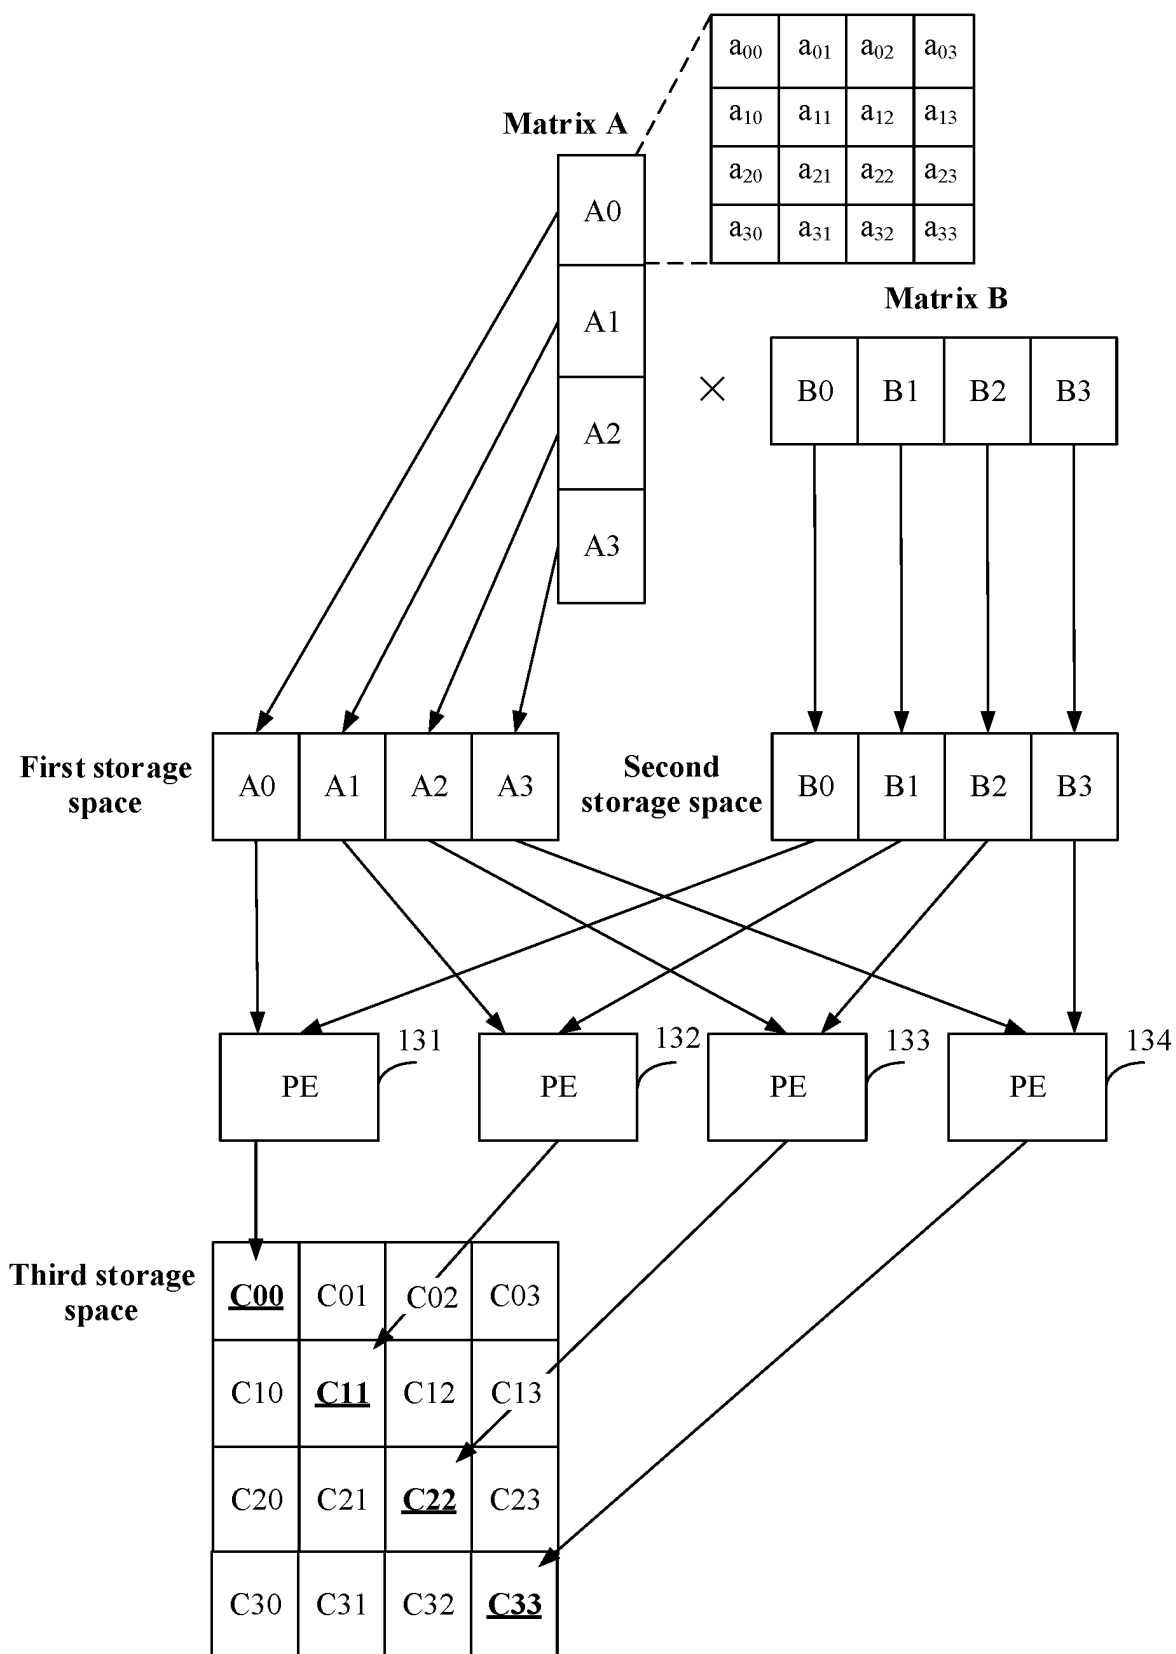 a00 a01 a02 a03
Matrix A
a10 a11 a12 a13
a20 a21 a22 a23
A0
a30 a31 a32 a33
Matrix B
A1
× B0 B1 B2 B3
A2
A3
First storage
space
A0 A1 A2 A3
Second
storage space
B0 B1 B2 B3
131 132 133 134
PE PE PE PE
Third storage
space
C00 C01 C02 C03
C10 C11 C12 C13
C20 C21 C22 C23
C30 C31 C32 C33